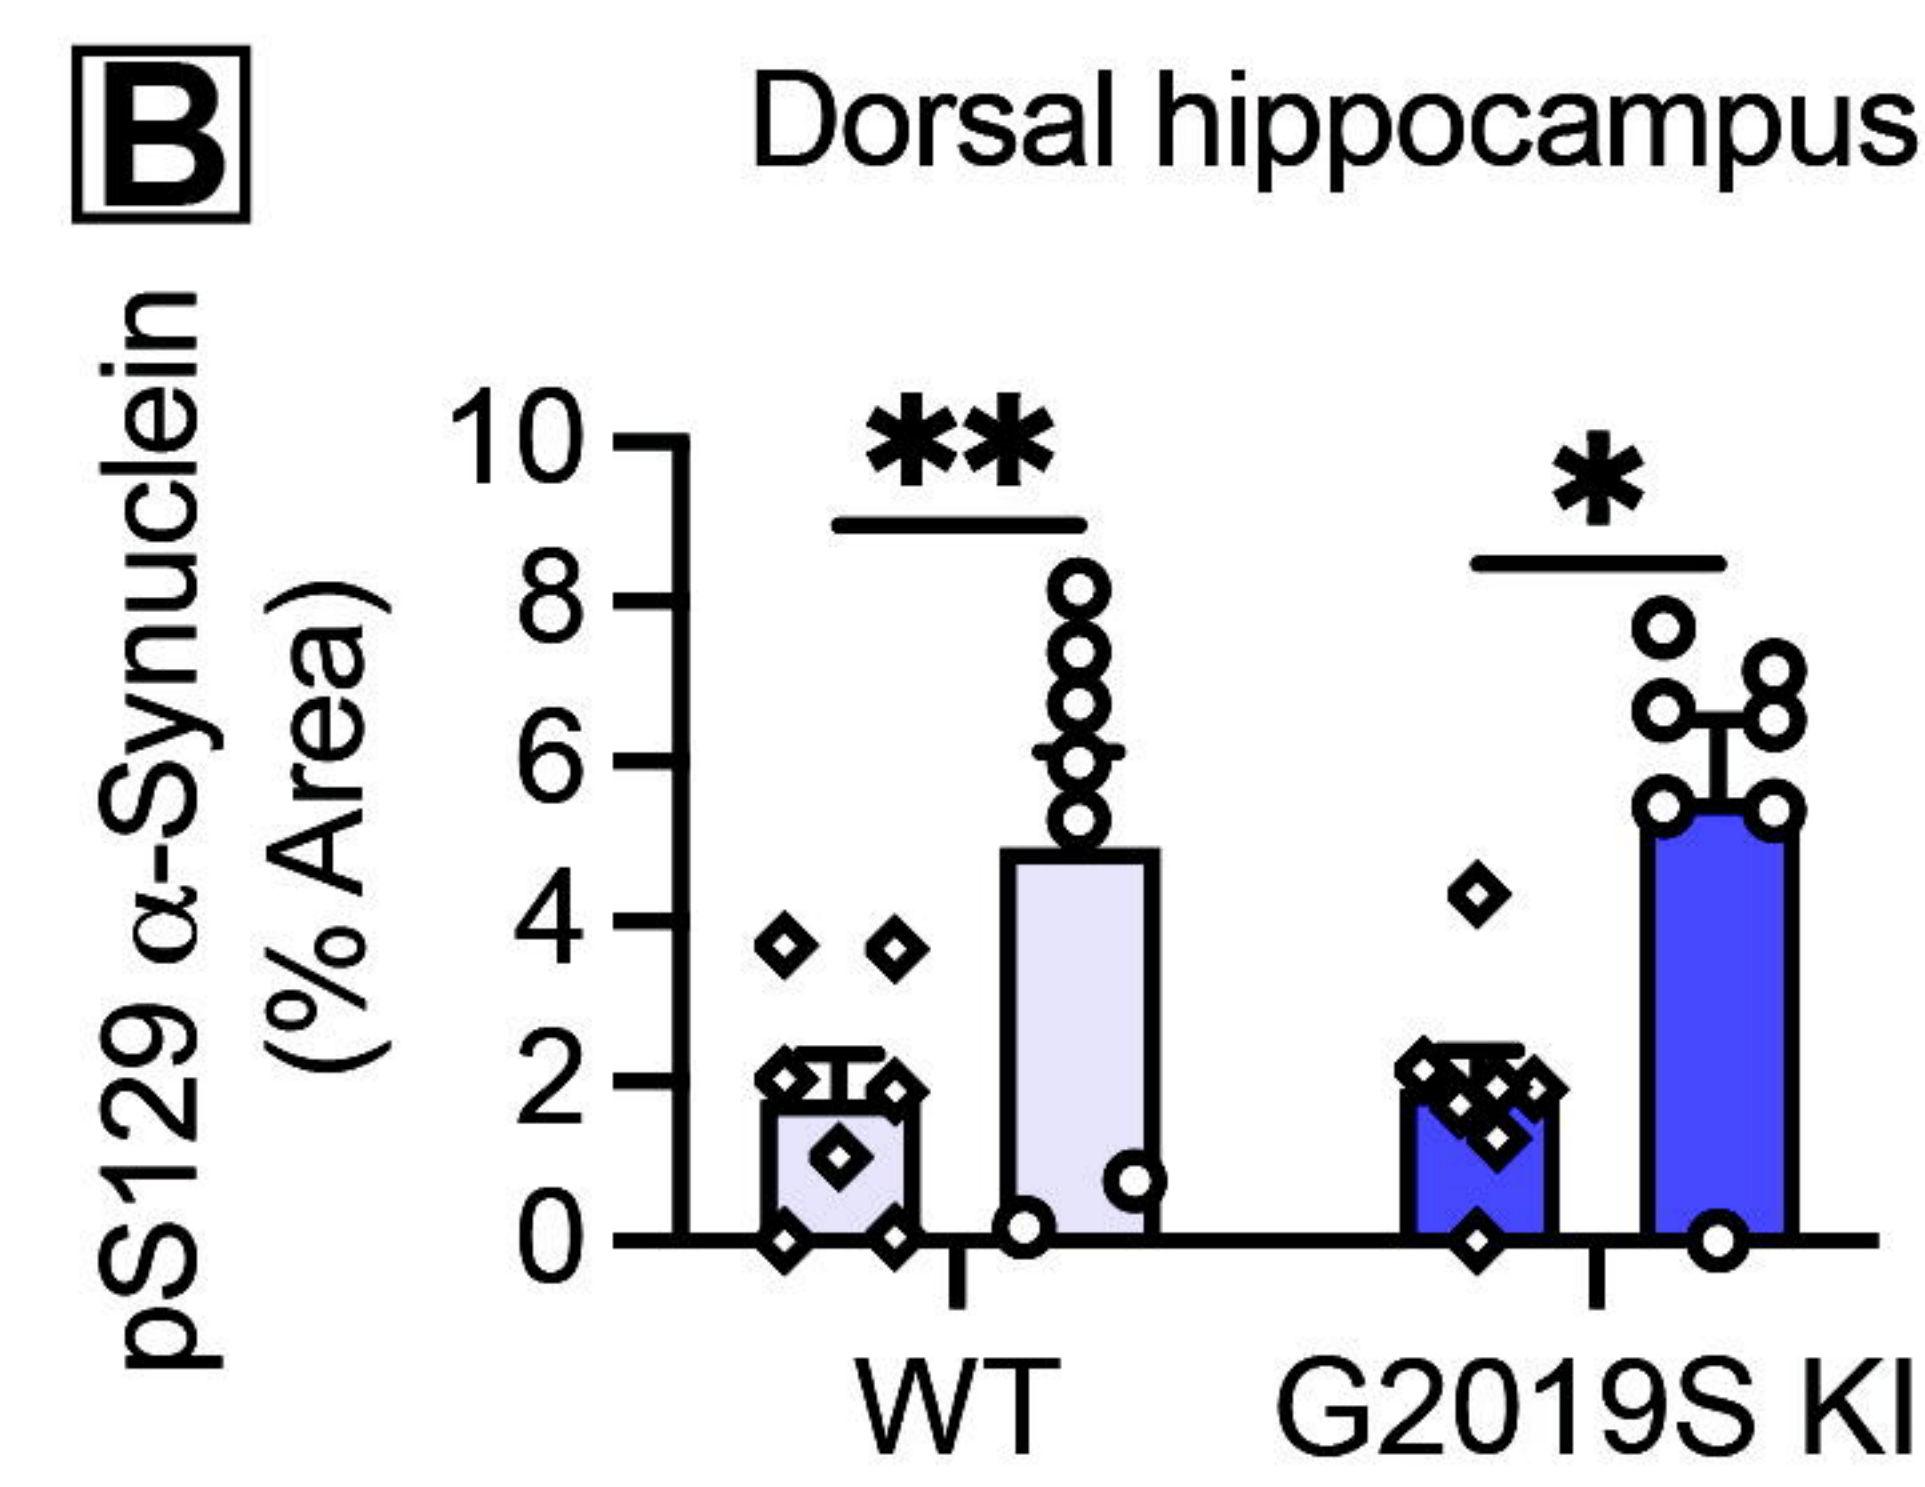 B
Dorsal hippocampus
pS129 α-Synuclein
(% Area)
10
8
6
4
2
0
**
*
WT
G2019S KI